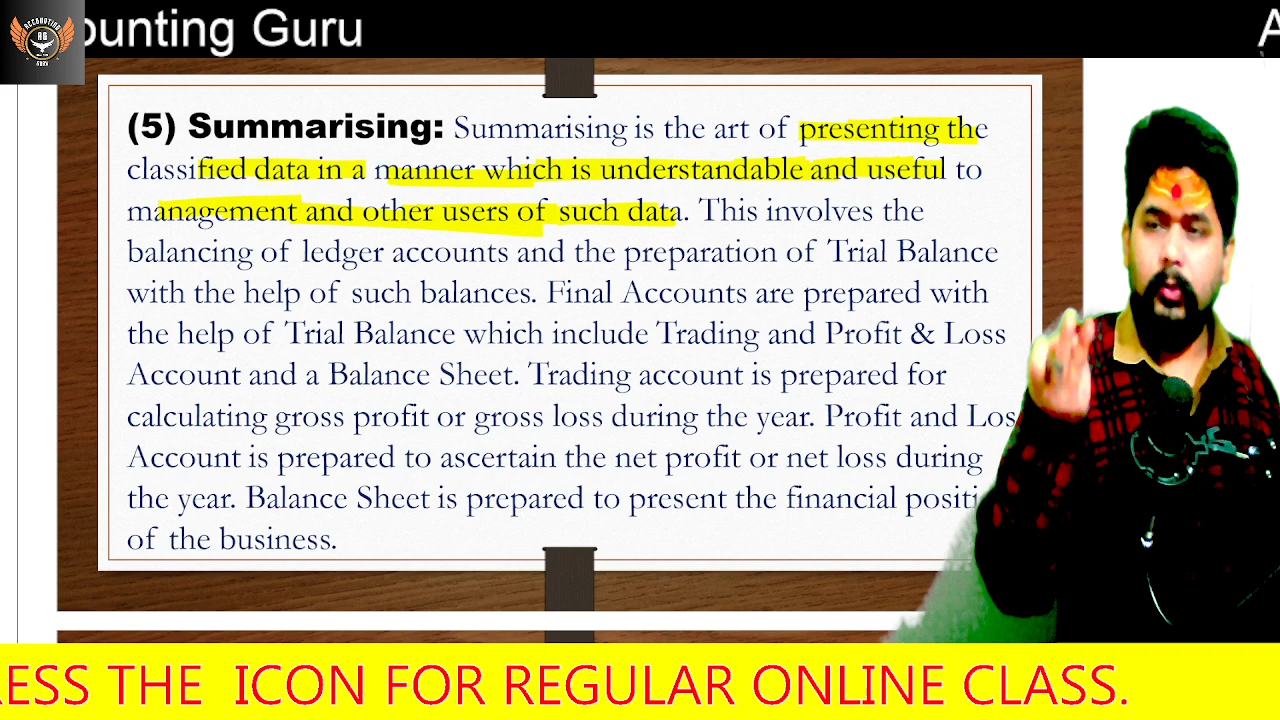 ounting Guru
A
ACCOUNTING
AG
GURU
(5) Summarising: Summarising is the art of presenting the
classified data in a manner which is understandable and useful to
management and other users of such data. This involves the
balancing of ledger accounts and the preparation of Trial Balance
with the help of such balances. Final Accounts are prepared with
the help of Trial Balance which include Trading and Profit & Loss
Account and a Balance Sheet. Trading account is prepared for
calculating gross profit or gross loss during the year. Profit and Los
Account is prepared to ascertain the net profit or net loss during
the year. Balance Sheet is prepared to present the financial positi
of the business.
RESS THE ICON FOR REGULAR ONLINE CLASS.